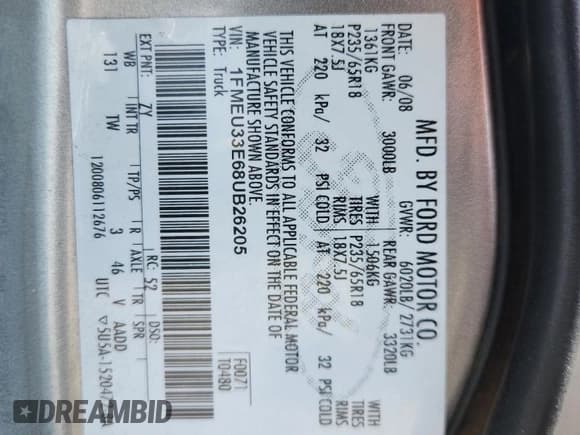 MFD. BY FORD MOTOR CO.
DATE: 06/08 GVWR: 6020LB/ 2731KG
FRONT GAWR: 3000LB REAR GAWR: 3320LB
1361KG WITH 1506KG WITH
P235/65R18 TIRES P235/65R18 TIRES
18X7.5J RIMS 18X7.5J RIMS
AT 220 kPa/ 32 PSI COLD AT 220 kPa/ 32 PSI COLD
THIS VEHICLE CONFORMS TO ALL APPLICABLE FEDERAL MOTOR
VEHICLE SAFETY STANDARDS IN EFFECT ON THE DATE OF
MANUFACTURE SHOWN ABOVE.
VIN: 1FMEU33E68UB26205
TYPE: Truck
F0071
T0480
EXT PNT: ZY RC: 52 DSO:
WB INT TR TP/PS R AXLE TR SPR
131 TW 3 46 V AADD
1200806112676 UTC
DREAMBID